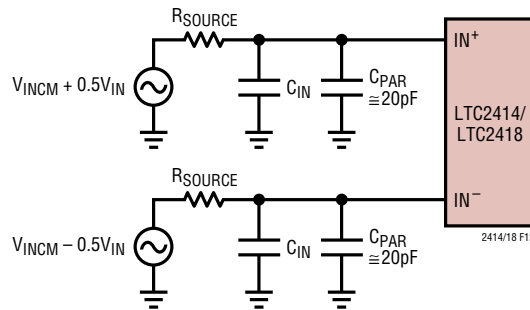 RSOURCE
IN+
VINCM + 0.5VIN
CIN
CPAR
≅20pF
LTC2414/
LTC2418
RSOURCE
IN−
VINCM − 0.5VIN
CIN
CPAR
≅20pF
2414/18 F12